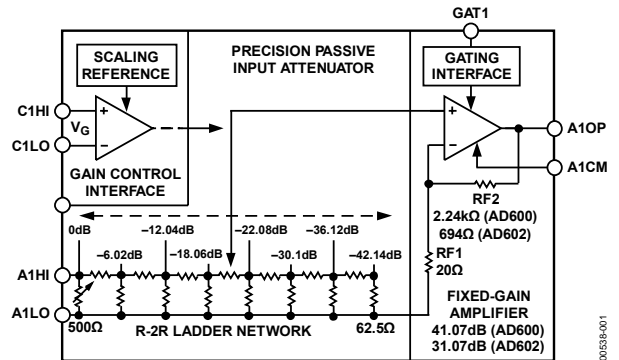 GAT1
SCALING
REFERENCE
PRECISION PASSIVE
INPUT ATTENUATOR
GATING
INTERFACE
C1HI
+
VG
C1LO
–
GAIN CONTROL
INTERFACE
+
–
A1OP
A1CM
RF2
2.24kΩ (AD600)
694Ω (AD602)
RF1
20Ω
0dB
–12.04dB
–22.08dB
–36.12dB
–6.02dB
–18.06dB
–30.1dB
–42.14dB
A1HI
A1LO
500Ω
R-2R LADDER NETWORK
62.5Ω
FIXED-GAIN
AMPLIFIER
41.07dB (AD600)
31.07dB (AD602)
00538-001